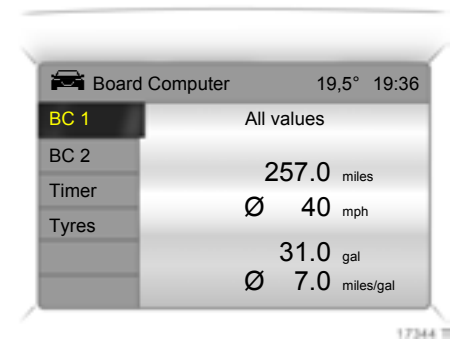 Board Computer 19,5° 19:36
BC 1
BC 2
Timer
Tyres
All values
257.0 miles
Ø 40 mph
31.0 gal
Ø 7.0 miles/gal